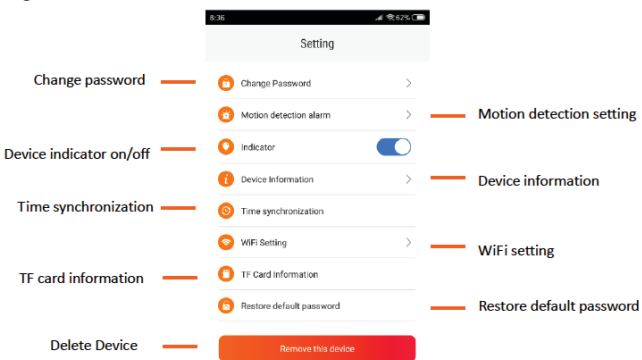 8:36
62%
Setting
Change password
Change Password
Motion detection alarm
Motion detection setting
Device indicator on/off
Indicator
Device Information
Device information
Time synchronization
Time synchronization
WiFi Setting
WiFi setting
TF card information
TF Card Information
Restore default password
Restore default password
Delete Device
Remove this device